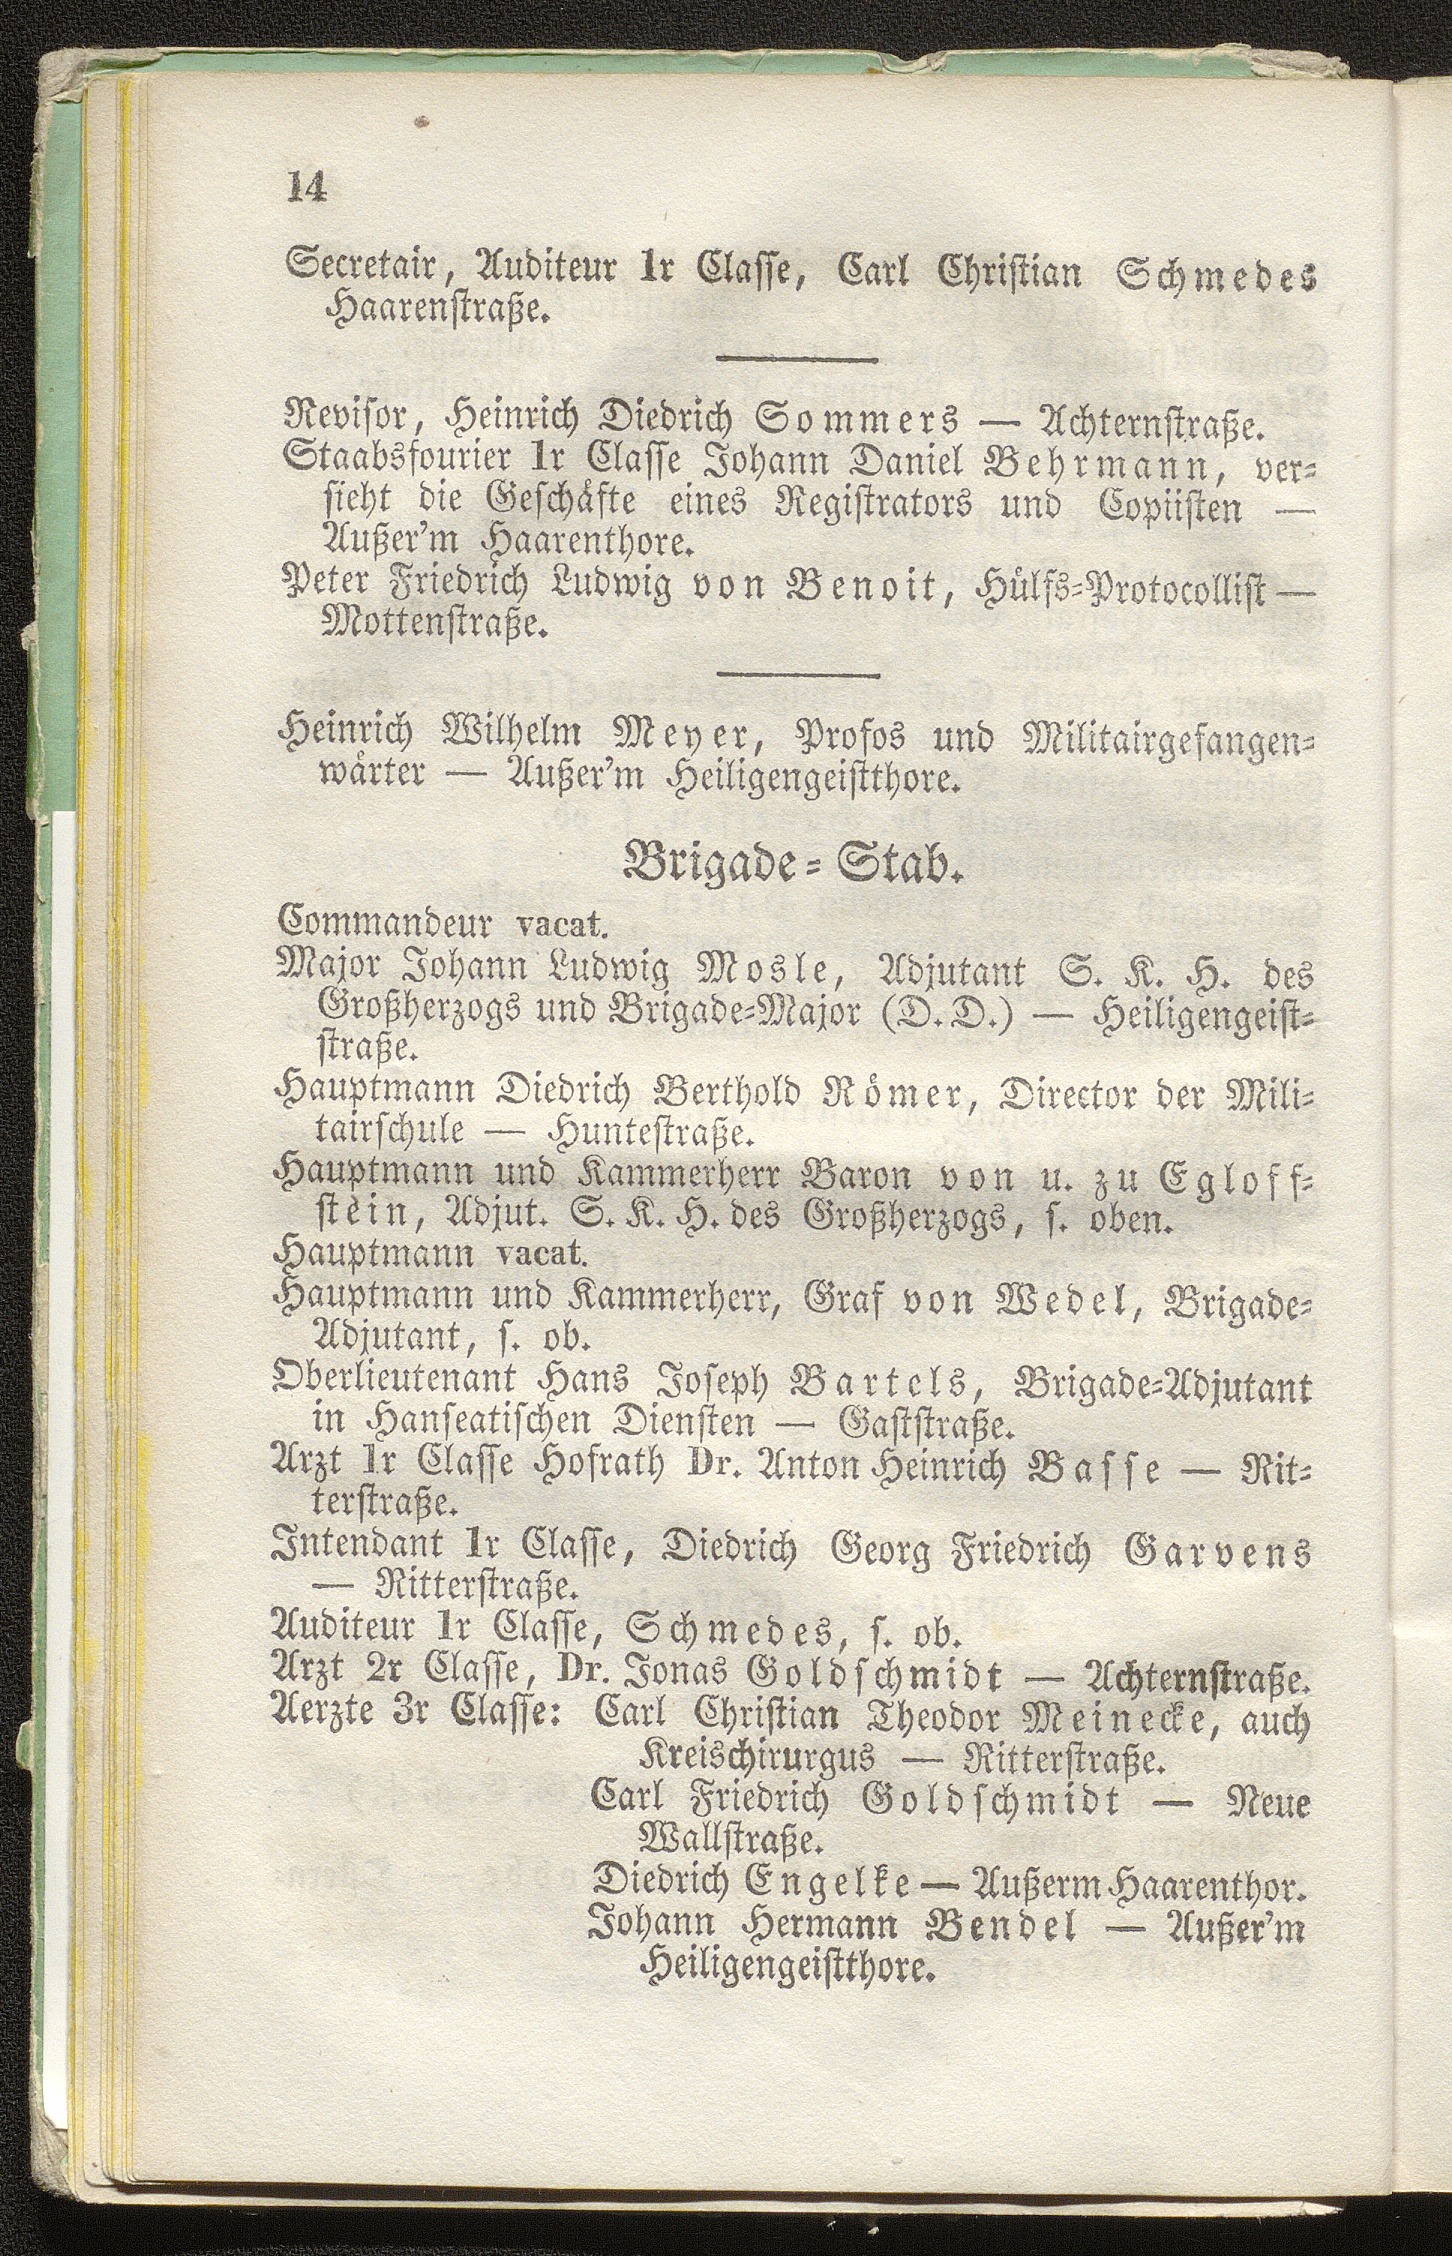 14
Secretair, Auditeur 1r Classe, Carl Christian Schmedes
Haarenstraße.
Revisor, Heinrich Diedrich Sommers — Achternstraße.
Staabsfourier 1r Classe Johann Daniel Behrmann, ver-
sieht die Geschäfte eines Registrators und Copiisten —
Außer'm Haarenthore.
Peter Friedrich Ludwig von Benoit, Hülfs-Protocollist —
Mottenstraße.
Heinrich Wilhelm Meyer, Profos und Militairgefangen-
wärter — Außer'm Heiligengeistthore.
Brigade-Stab.
Commandeur vacat.
Major Johann Ludwig Mosle, Adjutant S. K. H. des
Großherzogs und Brigade-Major (D. D.) — Heiligengeist-
straße.
Hauptmann Diedrich Berthold Römer, Director der Mili-
tairschule — Huntestraße.
Hauptmann und Kammerherr Baron von u. zu Egloff-
stein, Adjut. S. K. H. des Großherzogs, s. oben.
Hauptmann vacat.
Hauptmann und Kammerherr, Graf von Wedel, Brigade-
Adjutant, s. ob.
Oberlieutenant Hans Joseph Bartels, Brigade-Adjutant
in Hanseatischen Diensten — Gaststraße.
Arzt 1r Classe Hofrath Dr. Anton Heinrich Basse — Rit-
terstraße.
Intendant 1r Classe, Diedrich Georg Friedrich Garvens
— Ritterstraße.
Auditeur 1r Classe, Schmedes, s. ob.
Arzt 2r Classe, Dr. Jonas Goldschmidt — Achternstraße.
Aerzte 3r Classe: Carl Christian Theodor Meinecke, auch
Kreischirurgus — Ritterstraße.
Carl Friedrich Goldschmidt — Neue
Wallstraße.
Diedrich Engelke — Außerm Haarenthor.
Johann Hermann Bendel — Außer'm
Heiligengeistthore.